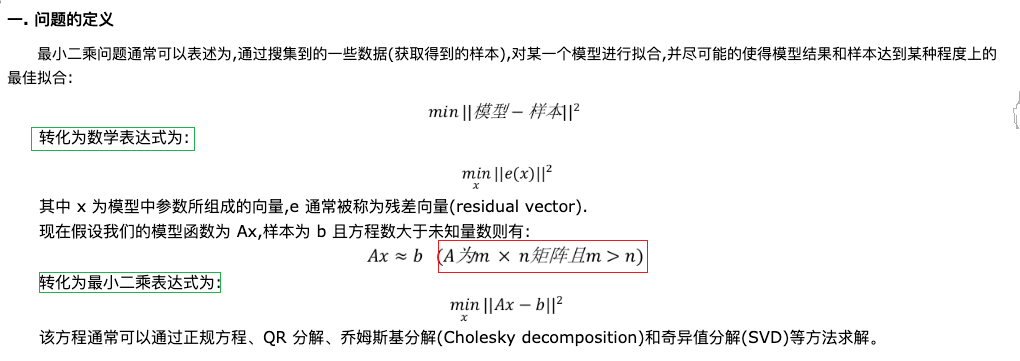 一. 问题的定义
最小二乘问题通常可以表述为,通过搜集到的一些数据(获取得到的样本),对某一个模型进行拟合,并尽可能的使得模型结果和样本达到某种程度上的
最佳拟合:
min||模型 − 样本||²
转化为数学表达式为:
min||e(x)||²
x
其中 x 为模型中参数所组成的向量,e 通常被称为残差向量(residual vector).
现在假设我们的模型函数为 Ax,样本为 b 且方程数大于未知量数则有:
Ax ≈ b (A为m × n矩阵且m > n)
转化为最小二乘表达式为:
min||Ax − b||²
x
该方程通常可以通过正规方程、QR 分解、乔姆斯基分解(Cholesky decomposition)和奇异值分解(SVD)等方法求解。